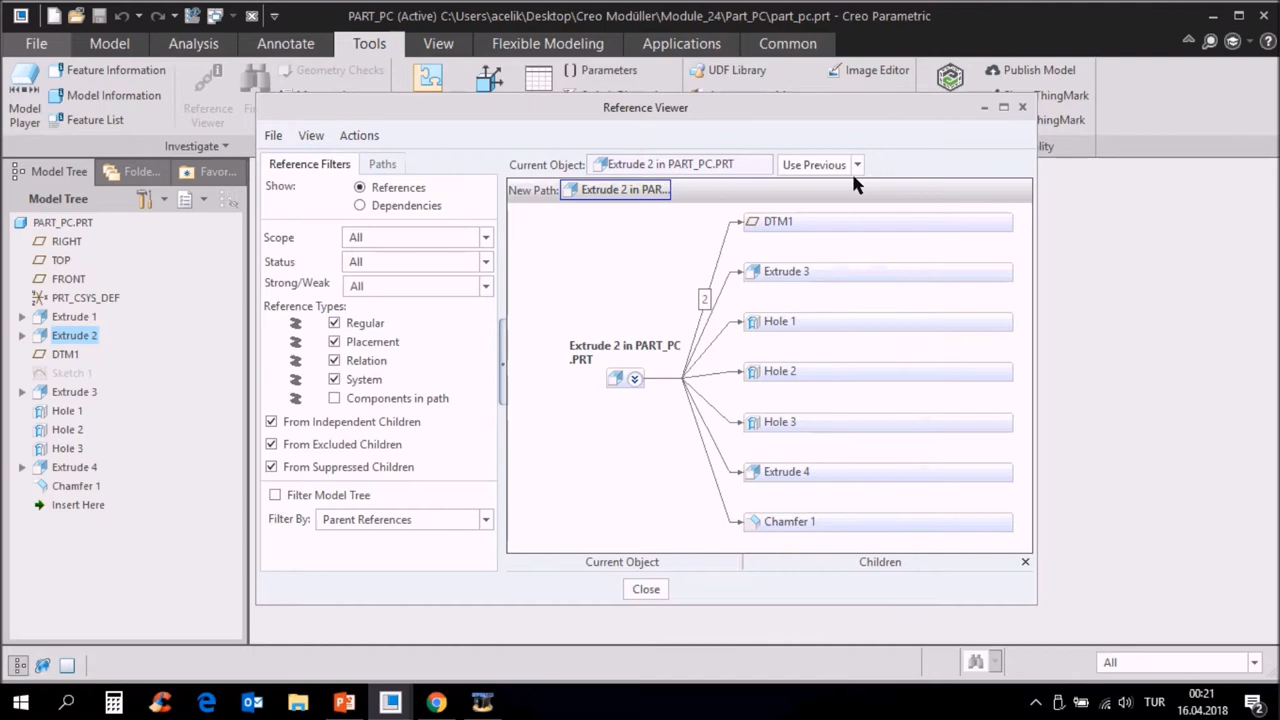 PART_PC (Active) C:\Users\acelik\Desktop\Creo Modüller\Module_24\Part_PC\part_pc.prt - Creo Parametric
File Model Analysis Annotate Tools View Flexible Modeling Applications Common
Feature Information
Model Information
Feature List
Model Player
Reference Viewer
Geometry Checks
Parameters
UDF Library
Image Editor
Publish Model
ThingMark
ThingMark
Investigate
Reference Viewer
File View Actions
Model Tree Folde... Favor...
Model Tree
PART_PC.PRT
RIGHT
TOP
FRONT
PRT_CSYS_DEF
Extrude 1
Extrude 2
DTM1
Sketch 1
Extrude 3
Hole 1
Hole 2
Hole 3
Extrude 4
Chamfer 1
Insert Here
Reference Filters Paths
Show:
References
Dependencies
Scope All
Status All
Strong/Weak All
Reference Types:
Regular
Placement
Relation
System
Components in path
From Independent Children
From Excluded Children
From Suppressed Children
Filter Model Tree
Filter By: Parent References
Current Object: Extrude 2 in PART_PC.PRT Use Previous
New Path: Extrude 2 in PAR...
DTM1
Extrude 3
2
Hole 1
Extrude 2 in PART_PC
.PRT
Hole 2
Hole 3
Extrude 4
Chamfer 1
Current Object Children
Close
All
TUR
00:21
16.04.2018
2